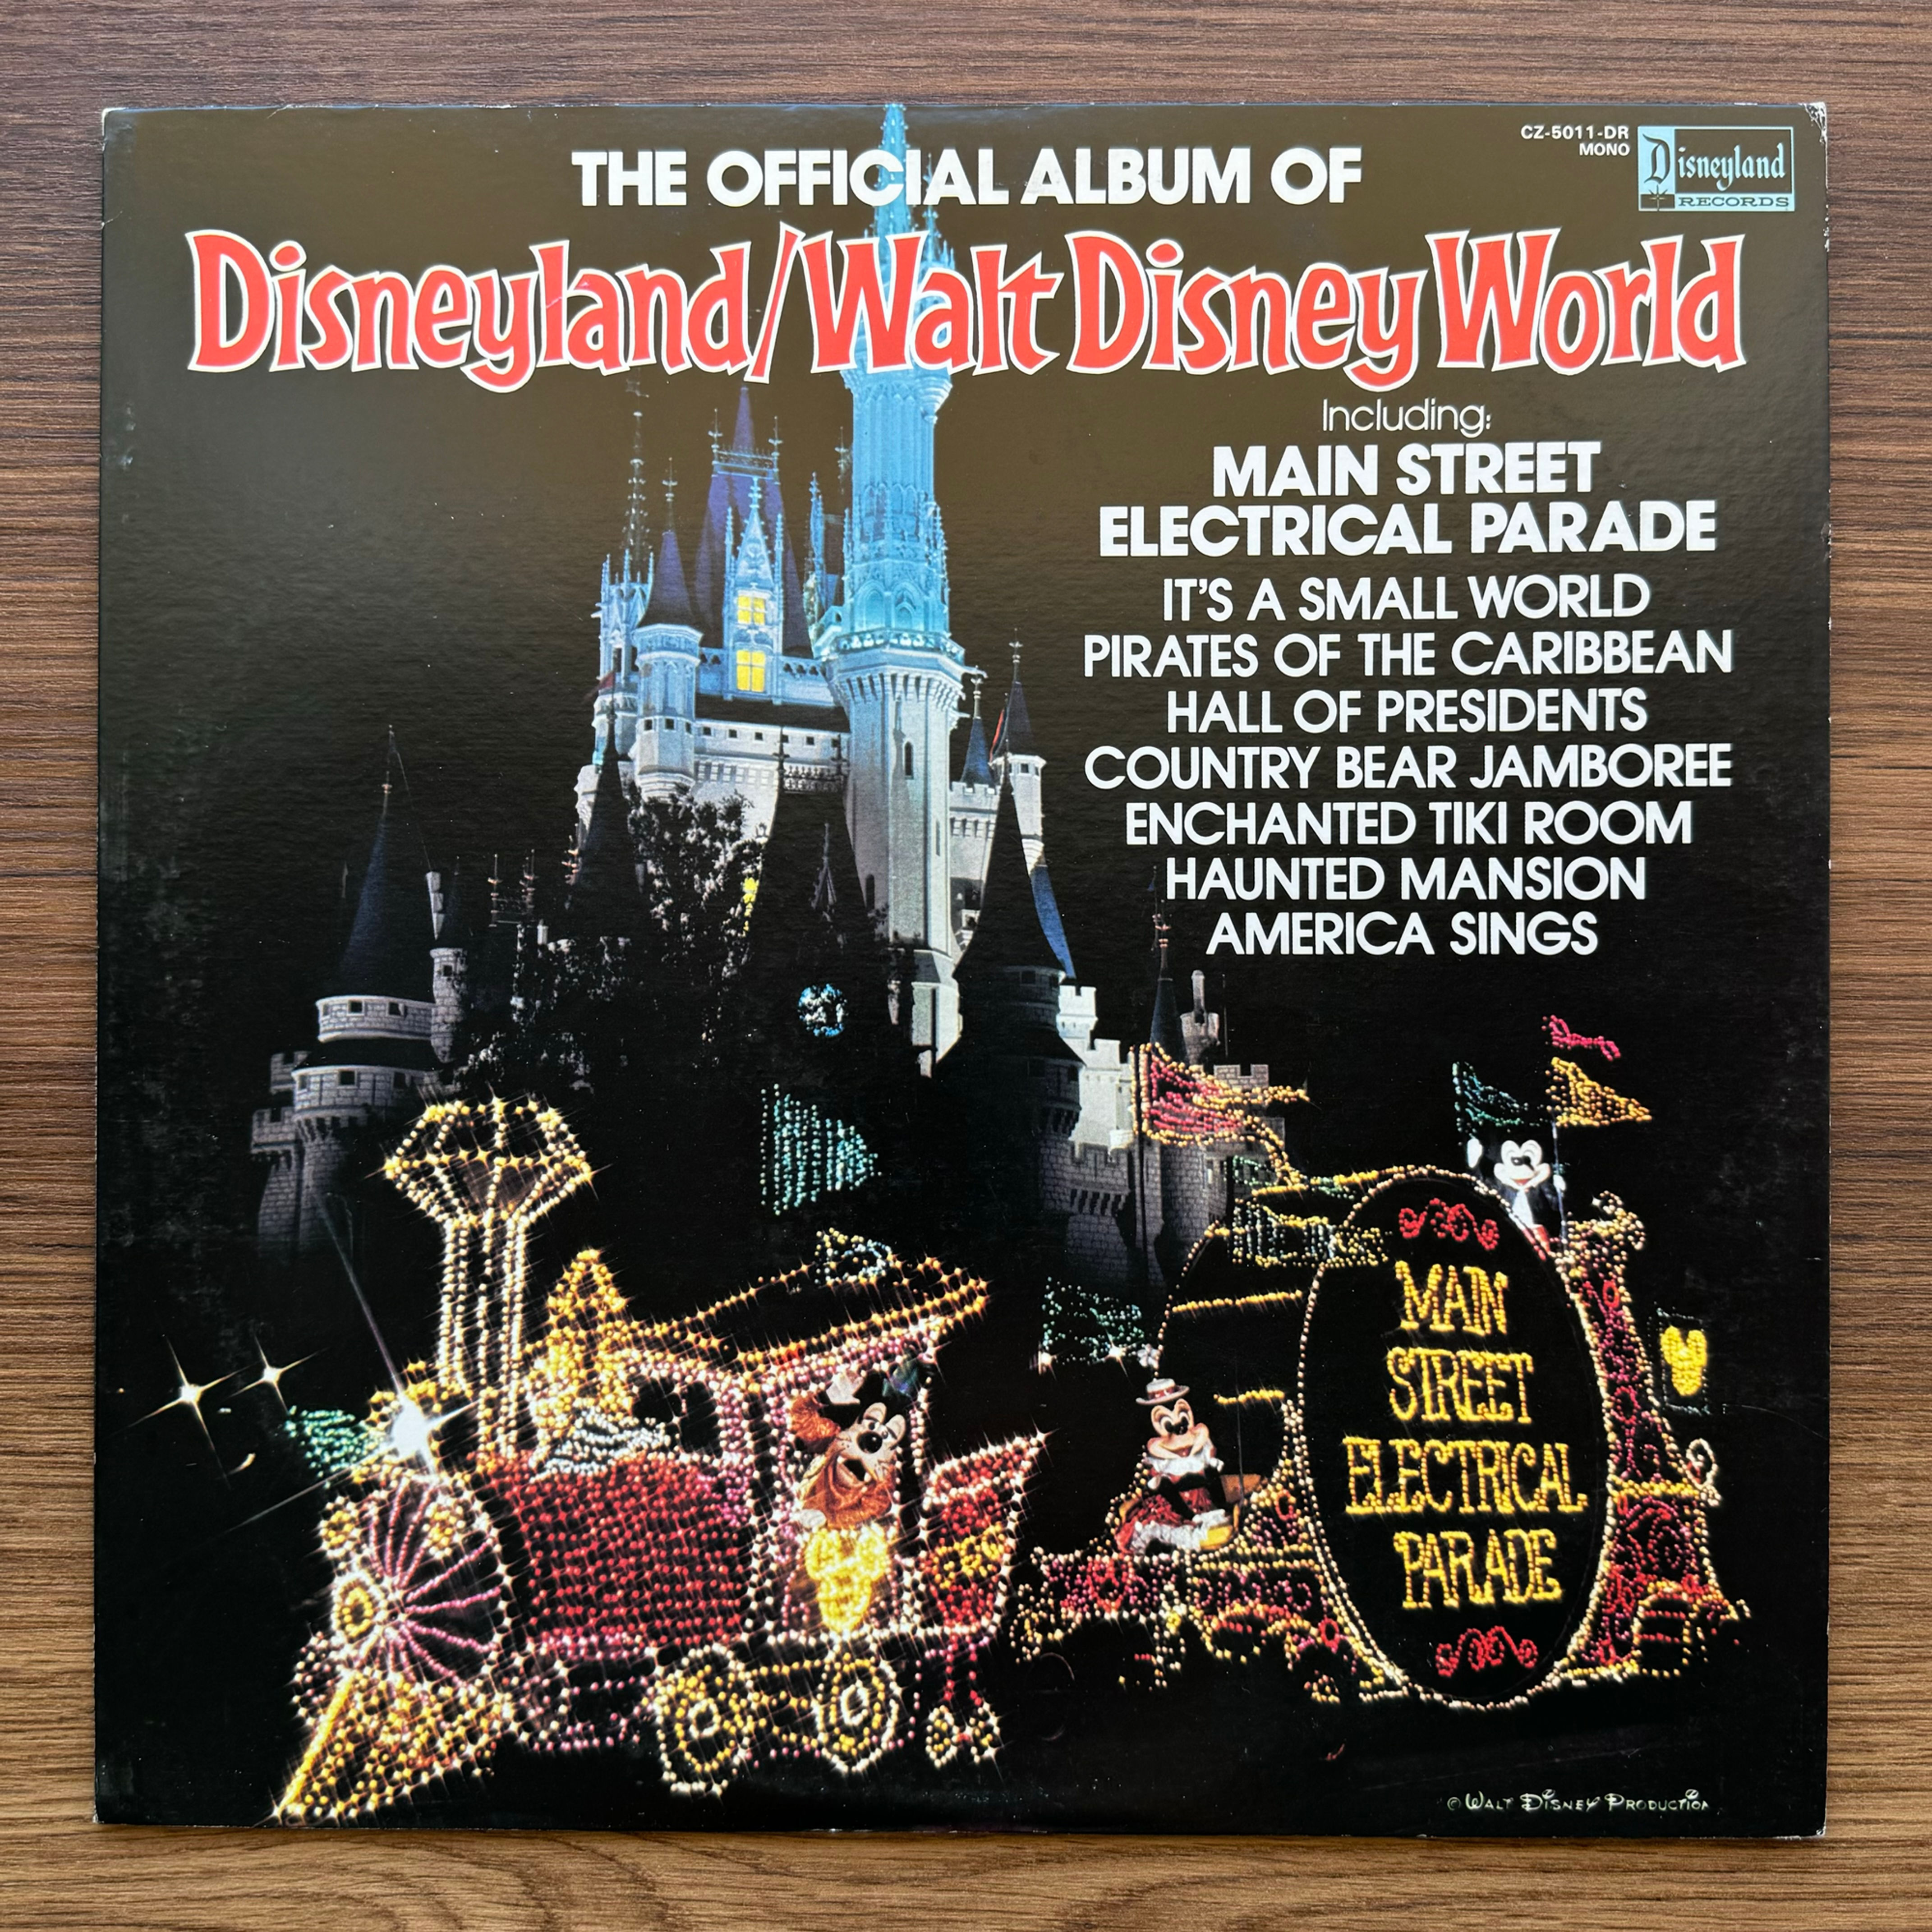 CZ-5011-DR
MONO
Disneyland
RECORDS
THE OFFICIAL ALBUM OF
Disneyland/Walt Disney World
Including:
MAIN STREET
ELECTRICAL PARADE
IT'S A SMALL WORLD
PIRATES OF THE CARIBBEAN
HALL OF PRESIDENTS
COUNTRY BEAR JAMBOREE
ENCHANTED TIKI ROOM
HAUNTED MANSION
AMERICA SINGS
MAIN
STREET
ELECTRICAL
PARADE
© WALT DISNEY PRODUCTION